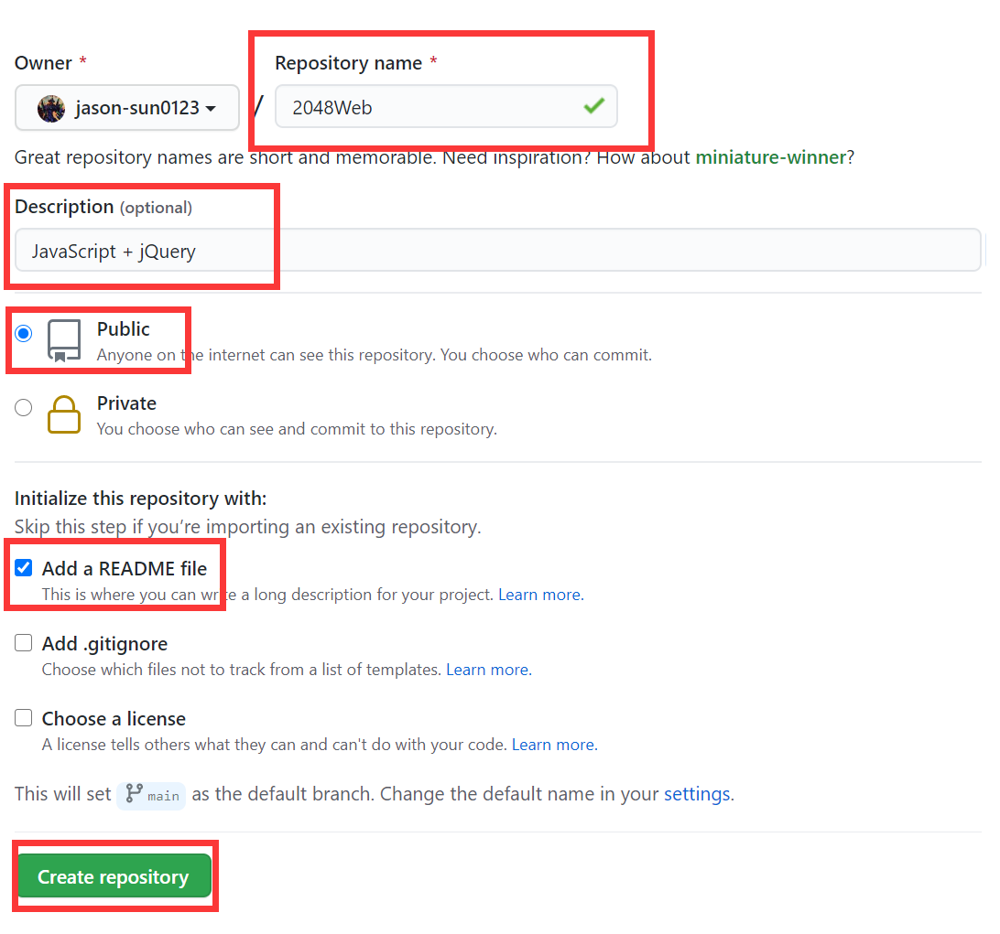 Owner * Repository name *
jason-sun0123 / 2048Web
Great repository names are short and memorable. Need inspiration? How about miniature-winner?
Description (optional)
JavaScript + jQuery
Public
Anyone on the internet can see this repository. You choose who can commit.
Private
You choose who can see and commit to this repository.
Initialize this repository with:
Skip this step if you’re importing an existing repository.
Add a README file
This is where you can write a long description for your project. Learn more.
Add .gitignore
Choose which files not to track from a list of templates. Learn more.
Choose a license
A license tells others what they can and can't do with your code. Learn more.
This will set main as the default branch. Change the default name in your settings.
Create repository